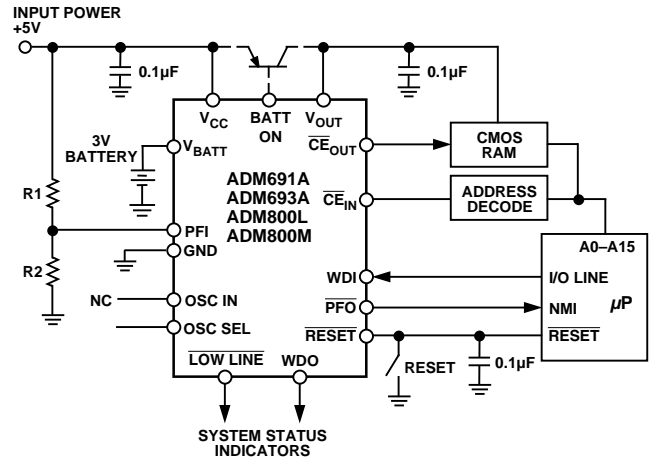 INPUT POWER
+5V
0.1µF
0.1µF
VCC
BATT
ON
VOUT
3V
BATTERY
VBATT
CEOUT
CMOS
RAM
ADM691A
ADM693A
ADM800L
ADM800M
R1
CEIN
ADDRESS
DECODE
PFI
GND
A0–A15
R2
WDI
I/O LINE
µP
NC
OSC IN
PFO
NMI
OSC SEL
RESET
RESET
LOW LINE
WDO
RESET
0.1µF
SYSTEM STATUS
INDICATORS